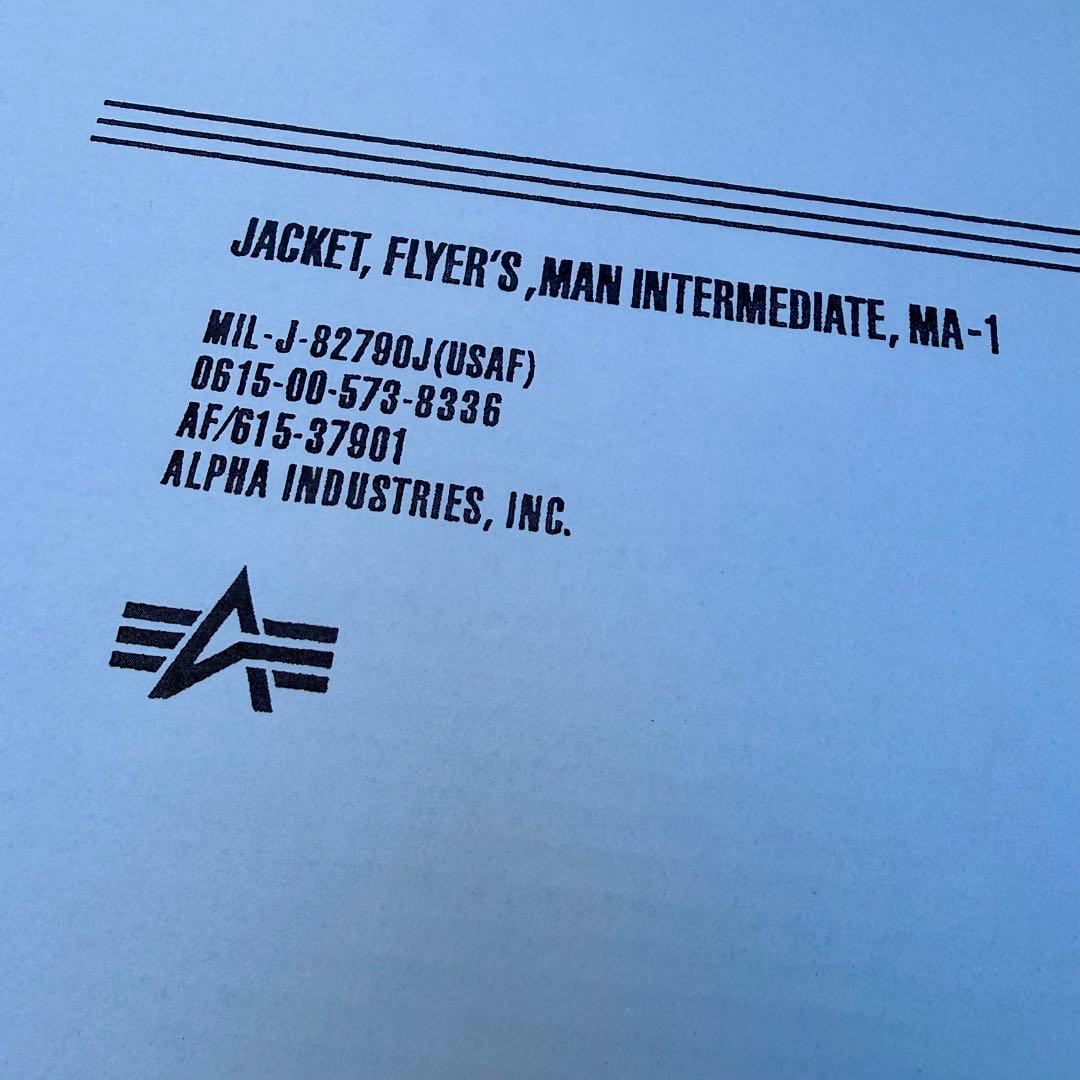 JACKET, FLYER'S ,MAN INTERMEDIATE, MA-1
MIL-J-82790J(USAF)
0615-00-573-8336
AF/615-37901
ALPHA INDUSTRIES, INC.